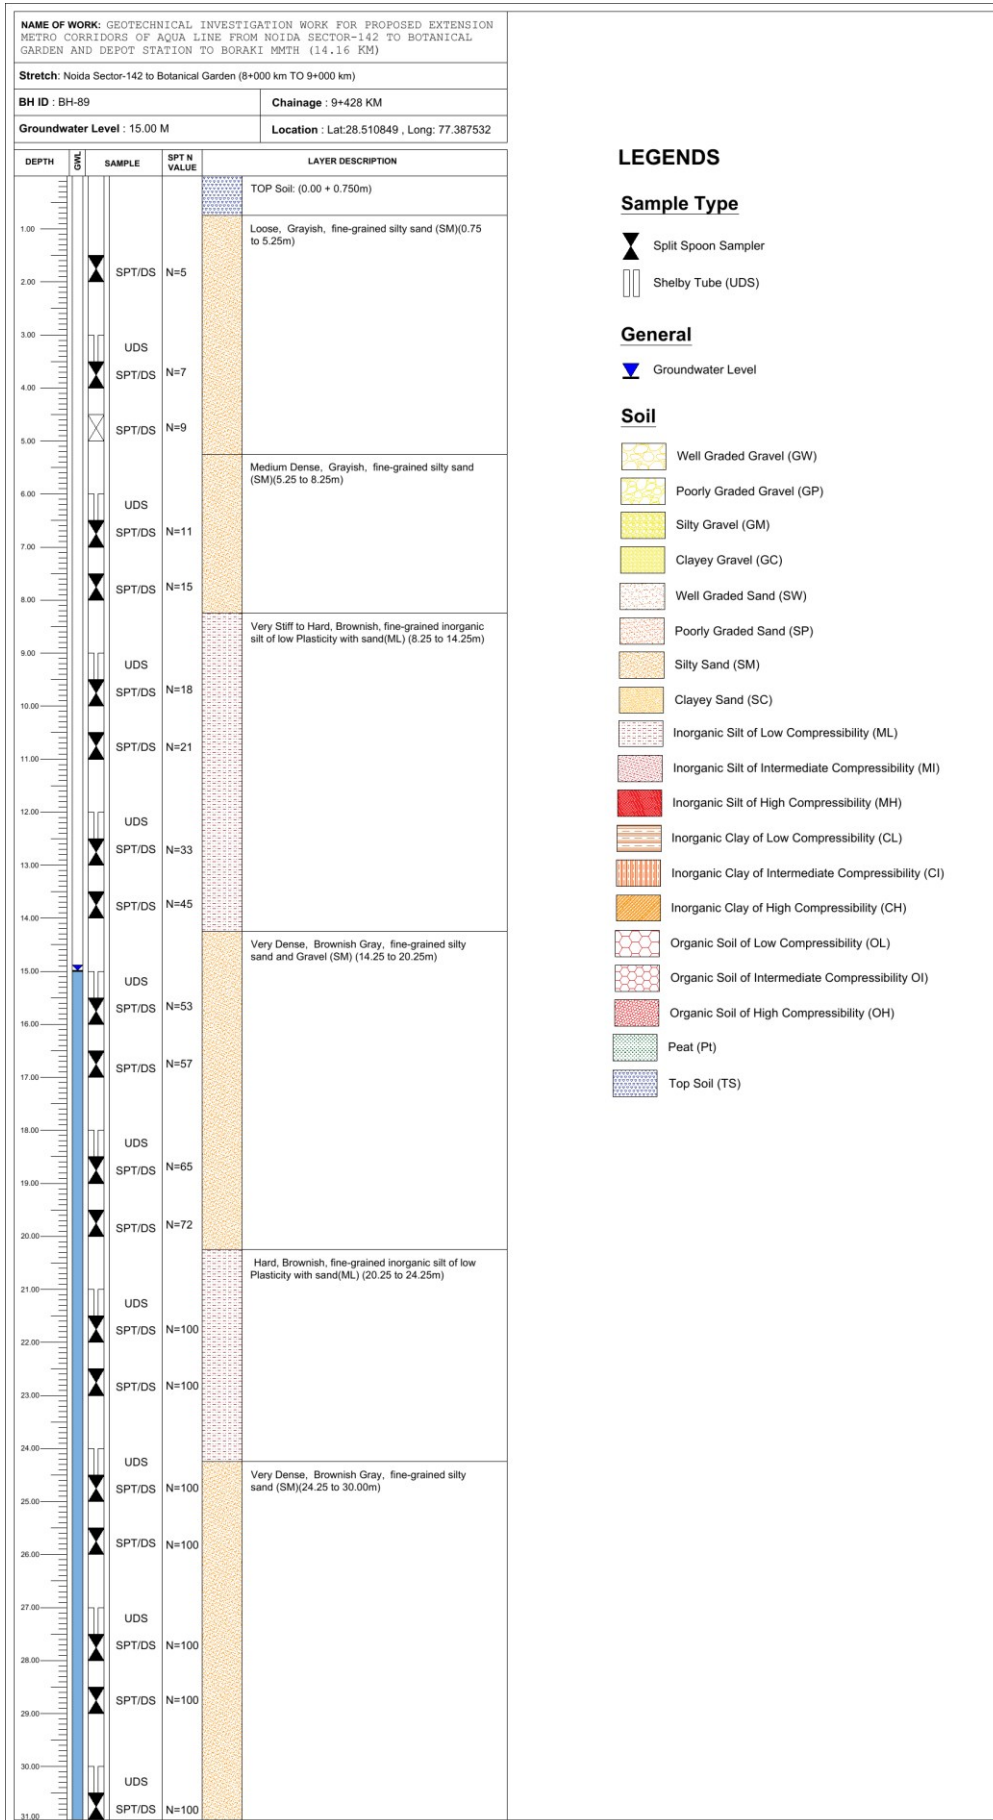 NAME OF WORK: GEOTECHNICAL INVESTIGATION WORK FOR PROPOSED EXTENSION
METRO CORRIDORS OF AQUA LINE FROM NOIDA SECTOR-142 TO BOTANICAL
GARDEN AND DEPOT STATION TO BORAKI MMTH (14.16 KM)
Stretch: Noida Sector-142 to Botanical Garden (8+000 km TO 9+000 km)
BH ID : BH-89
Chainage : 9+428 KM
Groundwater Level : 15.00 M
Location : Lat:28.510849 , Long: 77.387532
DEPTH
GWL
SAMPLE
SPT N
VALUE
LAYER DESCRIPTION
TOP Soil: (0.00 + 0.750m)
1.00
Loose, Grayish, fine-grained silty sand (SM)(0.75
to 5.25m)
SPT/DS N=5
2.00
3.00
UDS
SPT/DS N=7
4.00
SPT/DS N=9
5.00
Medium Dense, Grayish, fine-grained silty sand
(SM)(5.25 to 8.25m)
6.00
UDS
SPT/DS N=11
7.00
SPT/DS N=15
8.00
Very Stiff to Hard, Brownish, fine-grained inorganic
silt of low Plasticity with sand(ML) (8.25 to 14.25m)
9.00
UDS
SPT/DS N=18
10.00
SPT/DS N=21
11.00
12.00
UDS
SPT/DS N=33
13.00
SPT/DS N=45
14.00
Very Dense, Brownish Gray, fine-grained silty
sand and Gravel (SM) (14.25 to 20.25m)
15.00
UDS
SPT/DS N=53
16.00
SPT/DS N=57
17.00
18.00
UDS
SPT/DS N=65
19.00
SPT/DS N=72
20.00
Hard, Brownish, fine-grained inorganic silt of low
Plasticity with sand(ML) (20.25 to 24.25m)
21.00
UDS
SPT/DS N=100
22.00
SPT/DS N=100
23.00
24.00
UDS
Very Dense, Brownish Gray, fine-grained silty
sand (SM)(24.25 to 30.00m)
SPT/DS N=100
25.00
SPT/DS N=100
26.00
27.00
UDS
SPT/DS N=100
28.00
SPT/DS N=100
29.00
30.00
UDS
SPT/DS N=100
31.00
LEGENDS
Sample Type
Split Spoon Sampler
Shelby Tube (UDS)
General
Groundwater Level
Soil
Well Graded Gravel (GW)
Poorly Graded Gravel (GP)
Silty Gravel (GM)
Clayey Gravel (GC)
Well Graded Sand (SW)
Poorly Graded Sand (SP)
Silty Sand (SM)
Clayey Sand (SC)
Inorganic Silt of Low Compressibility (ML)
Inorganic Silt of Intermediate Compressibility (MI)
Inorganic Silt of High Compressibility (MH)
Inorganic Clay of Low Compressibility (CL)
Inorganic Clay of Intermediate Compressibility (CI)
Inorganic Clay of High Compressibility (CH)
Organic Soil of Low Compressibility (OL)
Organic Soil of Intermediate Compressibility OI)
Organic Soil of High Compressibility (OH)
Peat (Pt)
Top Soil (TS)